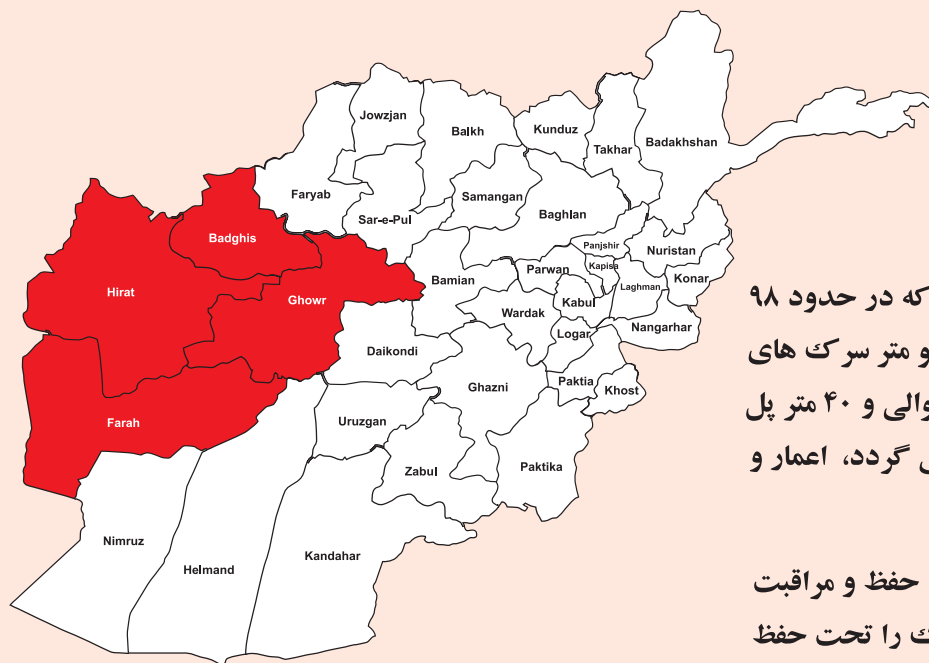 Jowzjan
Balkh
Kunduz
Takhar
Badakhshan
Faryab
Sar-e-Pul
Samangan
Baghlan
Badghis
Panjshir
Nuristan
Hirat
Ghowr
Bamian
Parwan
Kapisa
Laghman
Konar
Kabul
Wardak
Logar
Nangarhar
Daikondi
Ghazni
Paktia
Khost
Farah
Uruzgan
Zabul
Paktika
Nimruz
Helmand
Kandahar
که در حدود ۹۸
و متر سرک های
والی و ۴۰ متر پل
گردد، اعمار و
حفظ و مراقبت
را تحت حفظ